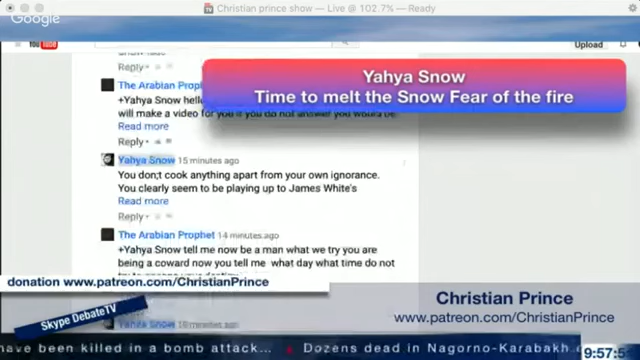 Christian prince show — Live @ 102.7% — Ready
Google
YouTube
Upload
Reply
The Arabian Prop
Yahya Snow
Time to melt the Snow Fear of the fire
+Yahya Snow
will make a video for you if you do not answer you would be.
Read more
Reply
Yahya Snow 15 minutes ago
You don;t cook anything apart from your own ignorance.
You clearly seem to be playing up to James White's
Read more
Reply
The Arabian Prophet 14 minutes ago
+Yahya Snow tell me now be a man what we try you are
being a coward now you tell me what day what time do not
donation www.patreon.com/ChristianPrince
Christian Prince
www.patreon.com/ChristianPrince
Skype DebateTV
Yahya Snow
have been killed in a bomb attack... Dozens dead in Nagorno-Karabakh
9:57:5